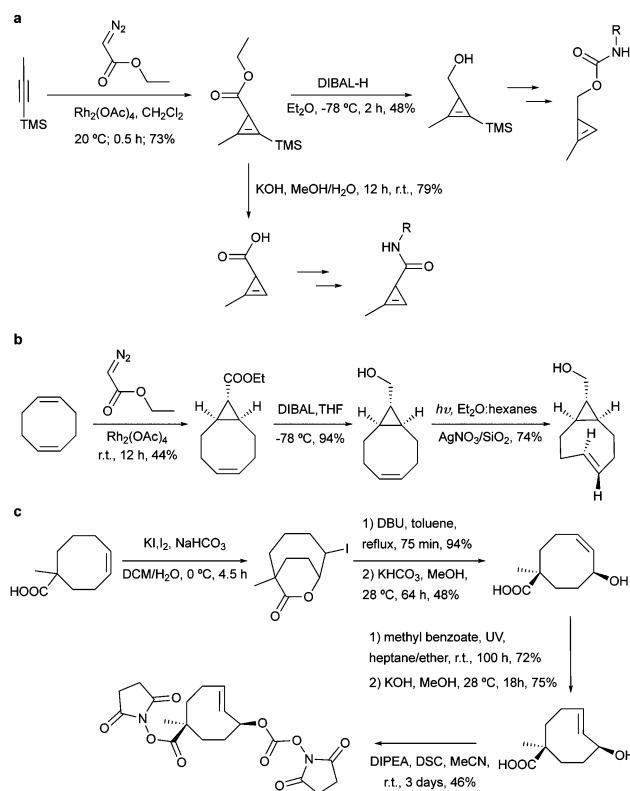 a
N2
O
O
Rh2(OAc)4, CH2Cl2
20 ºC; 0.5 h; 73%
TMS
O
O
TMS
DIBAL-H
Et2O, -78 ºC, 2 h, 48%
OH
TMS
R
O
NH
O
KOH, MeOH/H2O, 12 h, r.t., 79%
OH
O
R
HN
O
b
N2
O
O
Rh2(OAc)4
r.t., 12 h, 44%
COOEt
H
H
DIBAL,THF
-78 ºC, 94%
HO
H
H
hυ, Et2O:hexanes
AgNO3/SiO2, 74%
HO
H
H
H
H
c
HOOC
KI,I2, NaHCO3
DCM/H2O, 0 ºC, 4.5 h
I
O
O
1) DBU, toluene,
reflux, 75 min, 94%
2) KHCO3, MeOH,
28 ºC, 64 h, 48%
HOOC
OH
1) methyl benzoate, UV,
heptane/ether, r.t., 100 h, 72%
2) KOH, MeOH, 28 ºC, 18h, 75%
HOOC
OH
DIPEA, DSC, MeCN,
r.t., 3 days, 46%
O
N
O
O
O
O
O
O
N
O
O